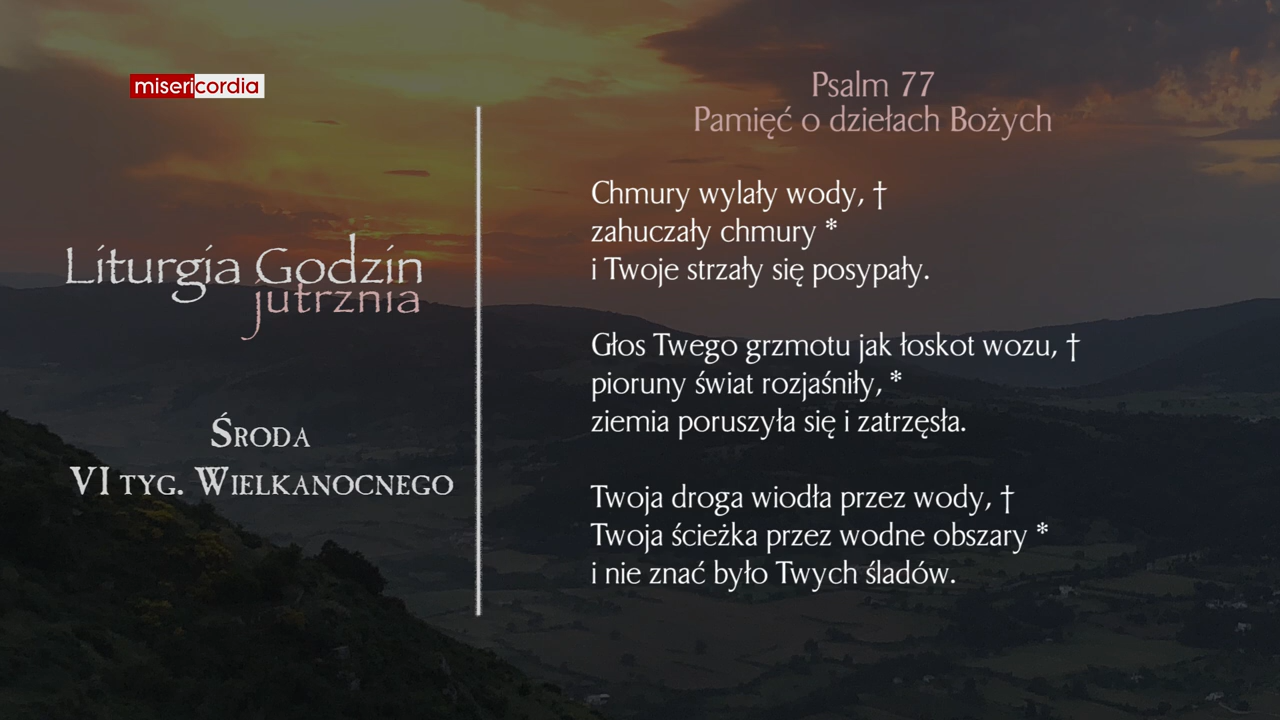 misericordia
Liturgia Godzin
jutrznia
Środa
VI tyg. Wielkanocnego
Psalm 77
Pamięć o dziełach Bożych
Chmury wylały wody, †
zahuczały chmury *
i Twoje strzały się posypały.
Głos Twego grzmotu jak łoskot wozu, †
pioruny świat rozjaśniły, *
ziemia poruszyła się i zatrzęsła.
Twoja droga wiodła przez wody, †
Twoja ścieżka przez wodne obszary *
i nie znać było Twych śladów.